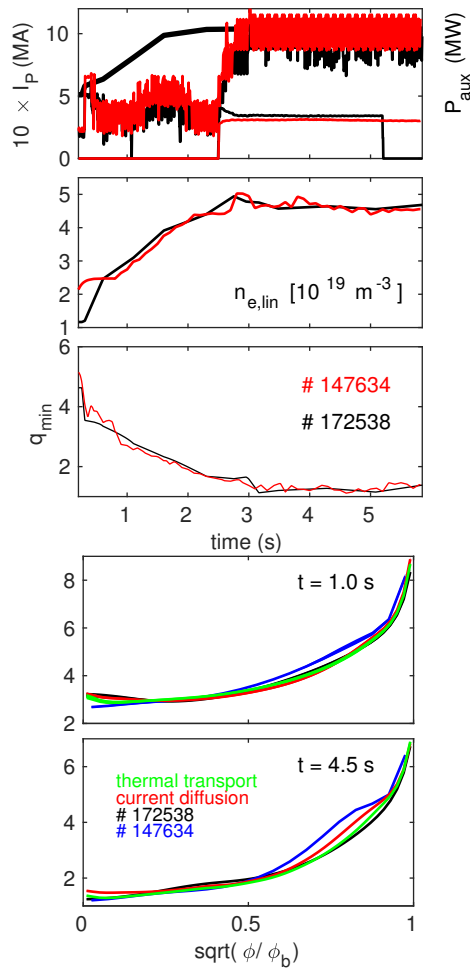 10
5
0
10 × I_P (MA)
P_aux (MW)
5
4
3
2
1
n_e,lin [10^19 m^-3]
6
4
2
q_min
# 147634
# 172538
1 2 3 4 5
time (s)
8
6
4
2
t = 1.0 s
6
4
2
t = 4.5 s
thermal transport
current diffusion
# 172538
# 147634
0 0.5 1
sqrt( ϕ/ ϕ_b)